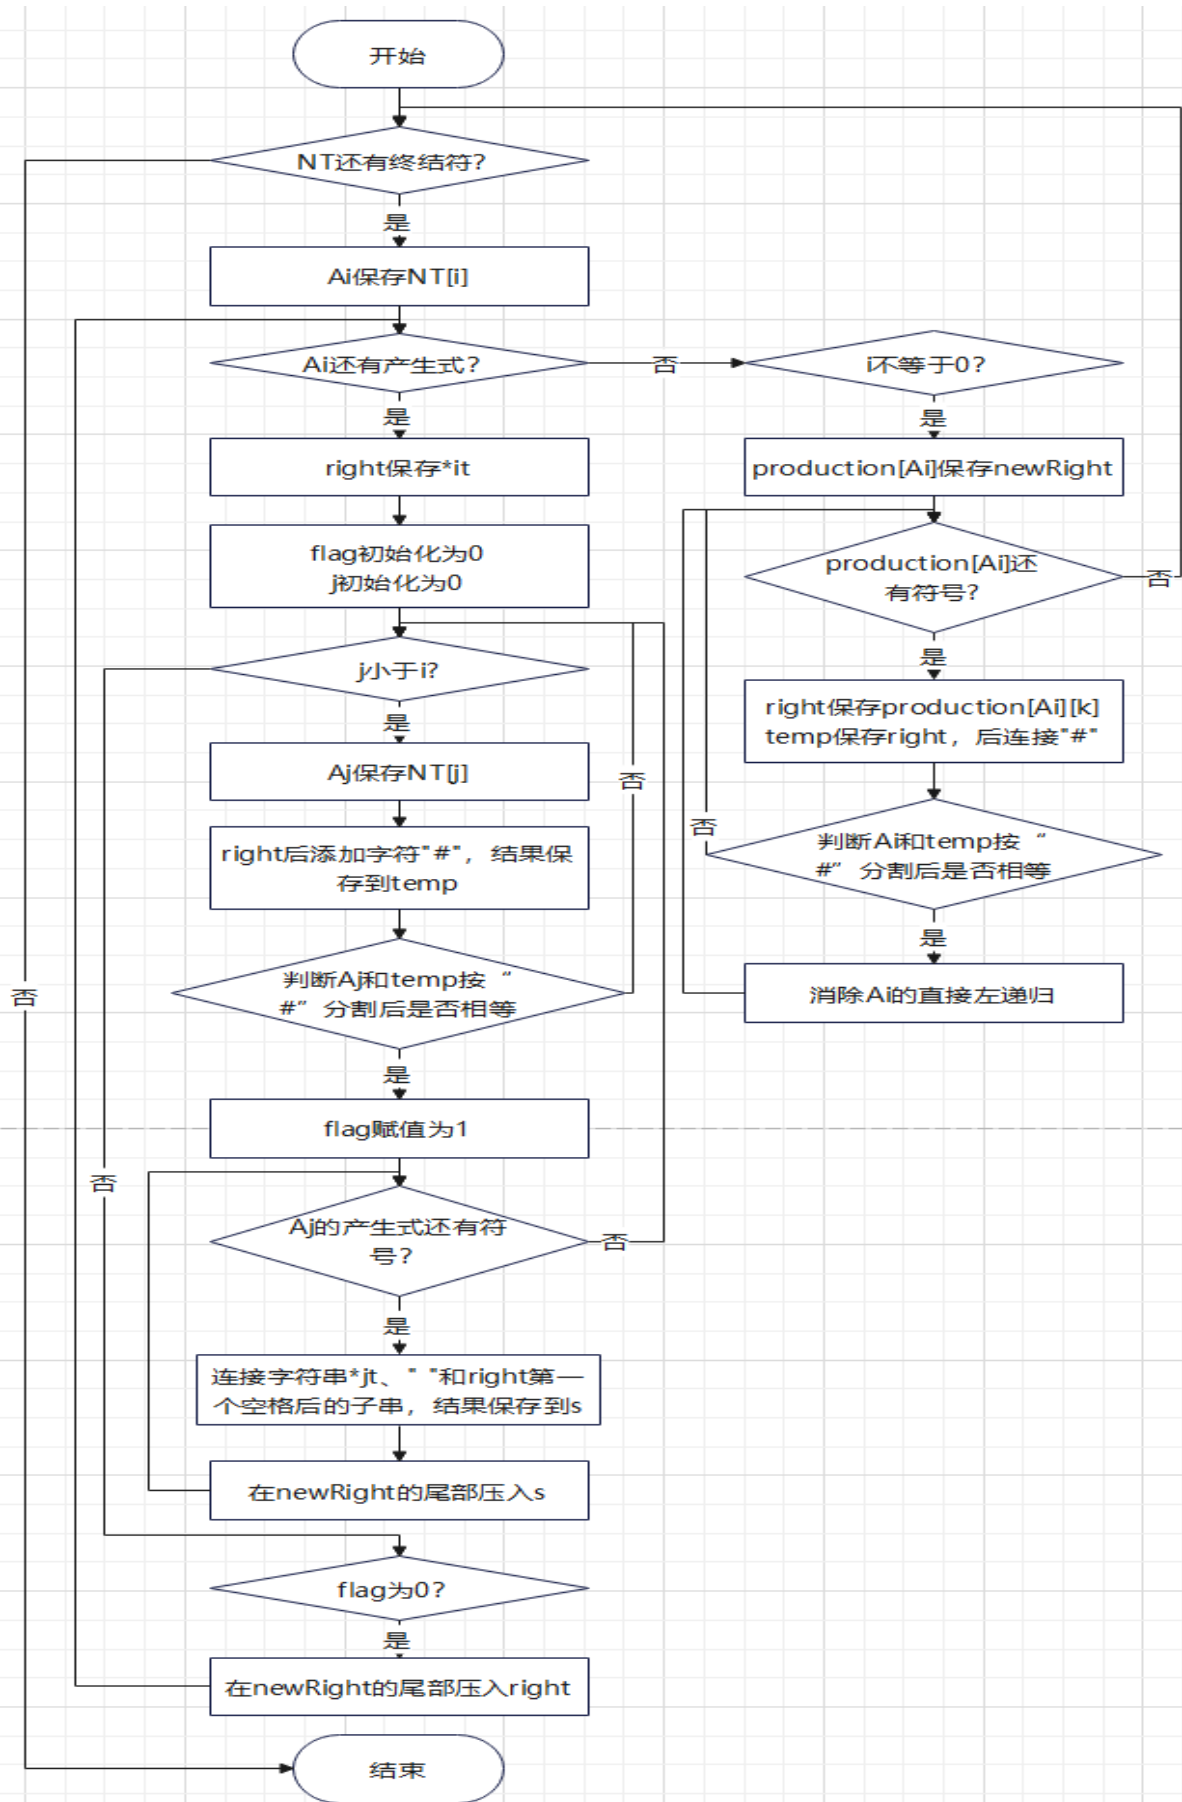 开始
NT还有终结符?
是
Ai保存NT[i]
Ai还有产生式?
否
i不等于0?
是
是
right保存*it
production[Ai]保存newRight
flag初始化为0
j初始化为0
production[Ai]还
有符号?
否
j小于i?
是
是
right保存production[Ai][k]
temp保存right，后连接"#"
Aj保存NT[j]
否
否
right后添加字符"#"，结果保
存到temp
判断Ai和temp按“
#”分割后是否相等
是
判断Aj和temp按“
#”分割后是否相等
消除Ai的直接左递归
否
是
flag赋值为1
否
Aj的产生式还有符
号?
否
是
连接字符串*jt、" "和right第一
个空格后的子串，结果保存到s
在newRight的尾部压入s
flag为0?
是
在newRight的尾部压入right
结束